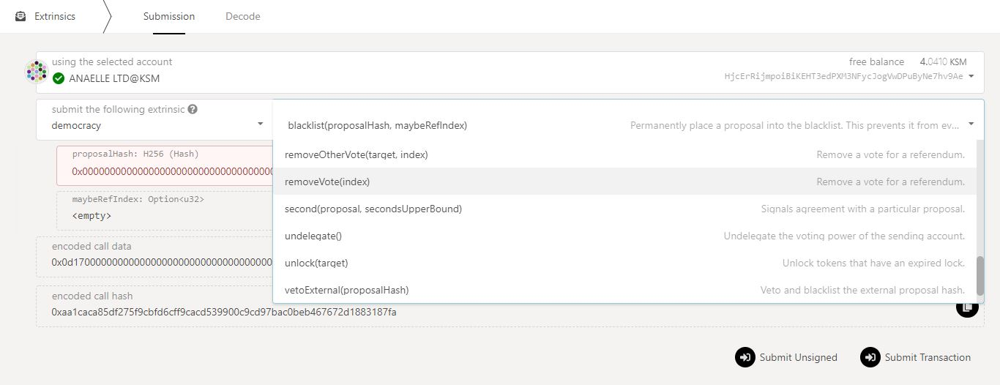 Extrinsics
Submission
Decode
using the selected account
ANAELLE LTD@KSM
free balance 4.0410 KSM
HjcErRijmpoiBiKEHT3edPXM3NFycJogVwDPuByNe7hv9Ae
submit the following extrinsic
democracy
blacklist(proposalHash, maybeRefIndex)
Permanently place a proposal into the blacklist. This prevents it from ev...
removeOtherVote(target, index)
Remove a vote for a referendum.
removeVote(index)
Remove a vote for a referendum.
second(proposal, secondsUpperBound)
Signals agreement with a particular proposal.
undelegate()
Undelegate the voting power of the sending account.
unlock(target)
Unlock tokens that have an expired lock.
vetoExternal(proposalHash)
Veto and blacklist the external proposal hash.
proposalHash: H256 (Hash)
0x000000000000000000000000000000000000
maybeRefIndex: Option<u32>
<empty>
encoded call data
0x0d1700000000000000000000000000000000
encoded call hash
0xaa1caca85df275f9cbfd6cff9cacd539900c9cd97bac0beb467672d1883187fa
Submit Unsigned
Submit Transaction